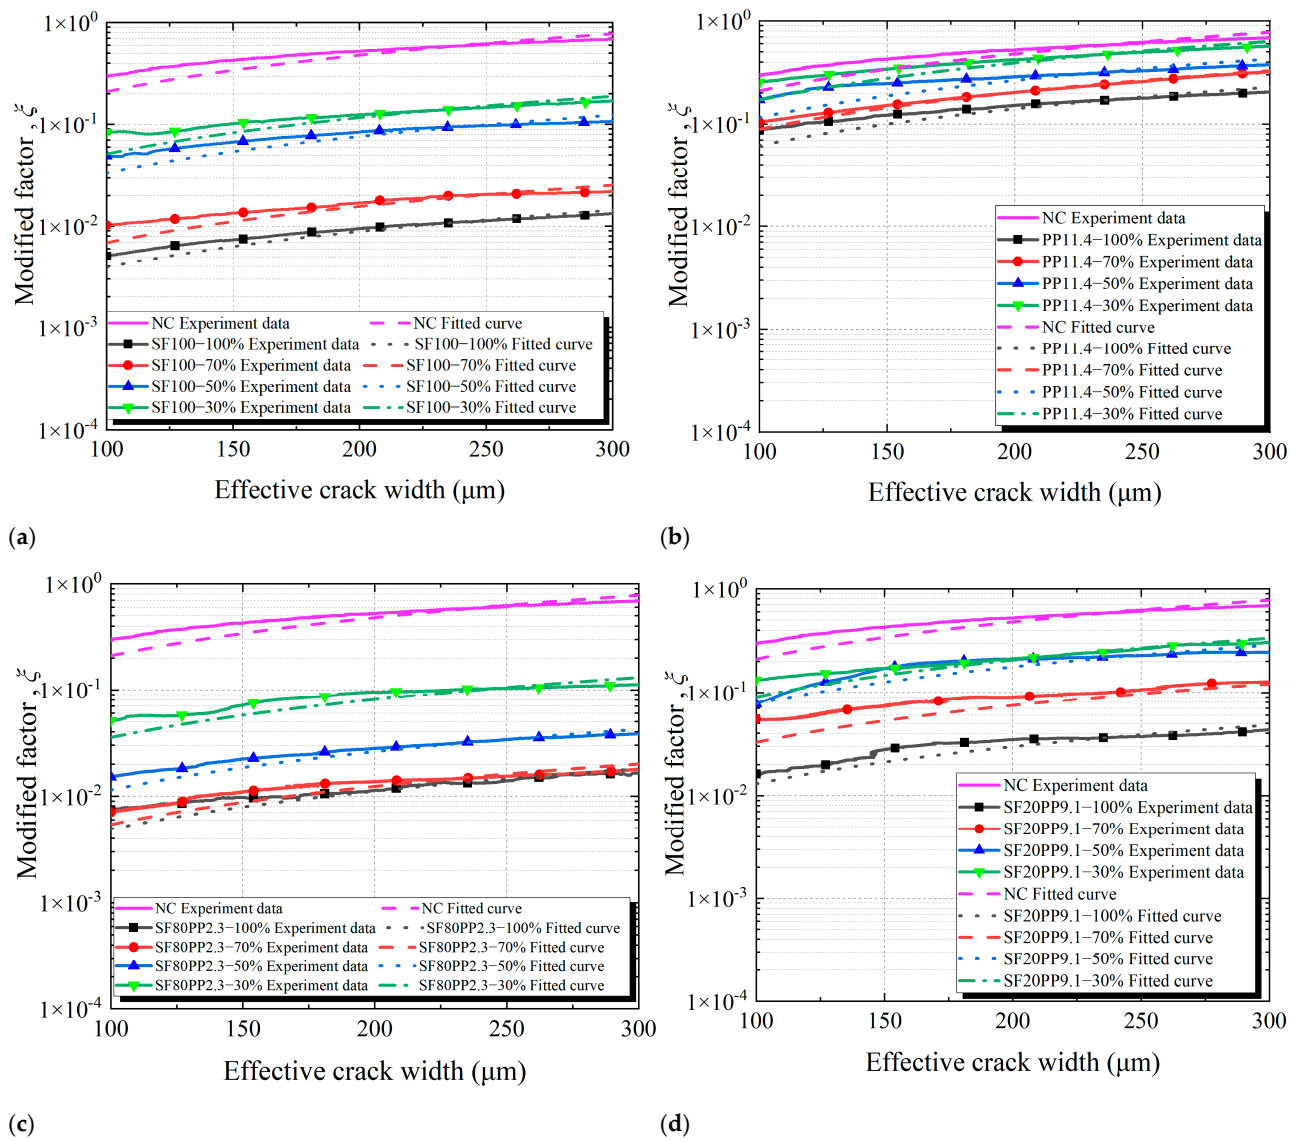 1×10⁰
1×10⁻¹
1×10⁻²
1×10⁻³
1×10⁻⁴
Modified factor , ξ
NC Experiment data
NC Fitted curve
SF100−100% Experiment data
SF100−100% Fitted curve
SF100−70% Experiment data
SF100−70% Fitted curve
SF100−50% Experiment data
SF100−50% Fitted curve
SF100−30% Experiment data
SF100−30% Fitted curve
100 150 200 250 300
Effective crack width (μm)
(a)
1×10⁰
1×10⁻¹
1×10⁻²
1×10⁻³
1×10⁻⁴
Modified factor , ξ
NC Experiment data
PP11.4−100% Experiment data
PP11.4−70% Experiment data
PP11.4−50% Experiment data
PP11.4−30% Experiment data
NC Fitted curve
PP11.4−100% Fitted curve
PP11.4−70% Fitted curve
PP11.4−50% Fitted curve
PP11.4−30% Fitted curve
100 150 200 250 300
Effective crack width (μm)
(b)
1×10⁰
1×10⁻¹
1×10⁻²
1×10⁻³
1×10⁻⁴
Modified factor , ξ
NC Experiment data
NC Fitted curve
SF80PP2.3−100% Experiment data
SF80PP2.3−100% Fitted curve
SF80PP2.3−70% Experiment data
SF80PP2.3−70% Fitted curve
SF80PP2.3−50% Experiment data
SF80PP2.3−50% Fitted curve
SF80PP2.3−30% Experiment data
SF80PP2.3−30% Fitted curve
100 150 200 250 300
Effective crack width (μm)
(c)
1×10⁰
1×10⁻¹
1×10⁻²
1×10⁻³
1×10⁻⁴
Modified factor , ξ
NC Experiment data
SF20PP9.1−100% Experiment data
SF20PP9.1−70% Experiment data
SF20PP9.1−50% Experiment data
SF20PP9.1−30% Experiment data
NC Fitted curve
SF20PP9.1−100% Fitted curve
SF20PP9.1−70% Fitted curve
SF20PP9.1−50% Fitted curve
SF20PP9.1−30% Fitted curve
100 150 200 250 300
Effective crack width (μm)
(d)